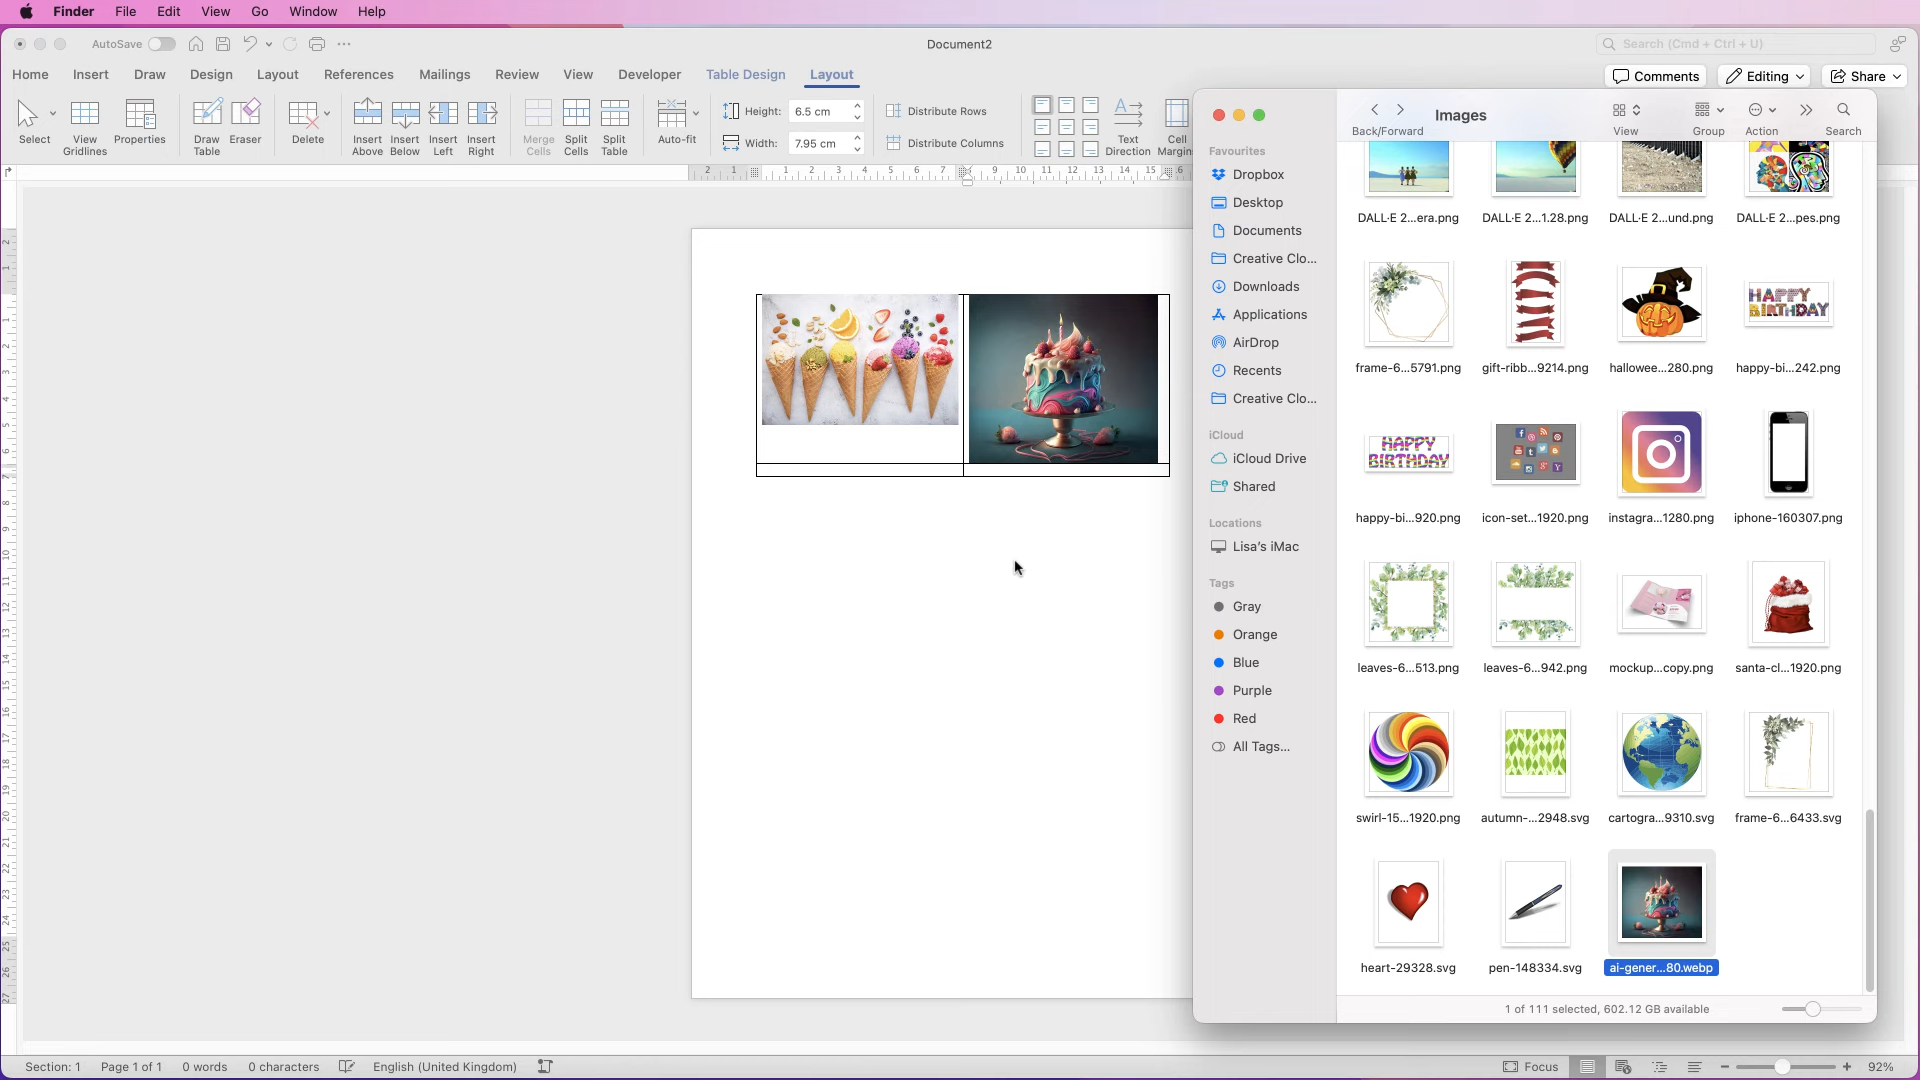 Finder File Edit View Go Window Help
AutoSave
Document2
Search (Cmd + Ctrl + U)
Home Insert Draw Design Layout References Mailings Review View Developer Table Design Layout
Comments Editing Share
Select
View Gridlines
Properties
Draw Table
Eraser
Delete
Insert Above
Insert Below
Insert Left
Insert Right
Merge Cells
Split Cells
Split Table
Auto-fit
Height: 6.5 cm
Width: 7.95 cm
Distribute Rows
Distribute Columns
Text Direction
Cell Margin
Back/Forward
Images
View
Group
Action
Search
Favourites
Dropbox
Desktop
Documents
Creative Clo...
Downloads
Applications
AirDrop
Recents
Creative Clo...
iCloud
iCloud Drive
Shared
Locations
Lisa's iMac
Tags
Gray
Orange
Blue
Purple
Red
All Tags...
DALL·E 2...era.png DALL·E 2...1.28.png DALL·E 2...und.png DALL·E 2...pes.png
HAPPY BIRTHDAY
frame-6...5791.png gift-ribb...9214.png hallowee...280.png happy-bi...242.png
HAPPY BIRTHDAY
happy-bi...920.png icon-set...1920.png instagra...1280.png iphone-160307.png
leaves-6...513.png leaves-6...942.png mockup...copy.png santa-cl...1920.png
swirl-15...1920.png autumn-...2948.svg cartogra...9310.svg frame-6...6433.svg
heart-29328.svg pen-148334.svg ai-gener...80.webp
1 of 111 selected, 602.12 GB available
Section: 1 Page 1 of 1 0 words 0 characters English (United Kingdom) Focus 92%